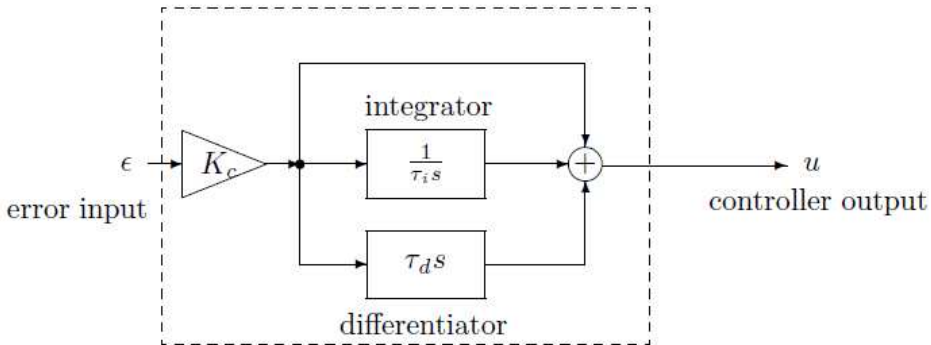 integrator
ϵ
K_c
1/(τ_i s)
+
u
error input
controller output
τ_d s
differentiator